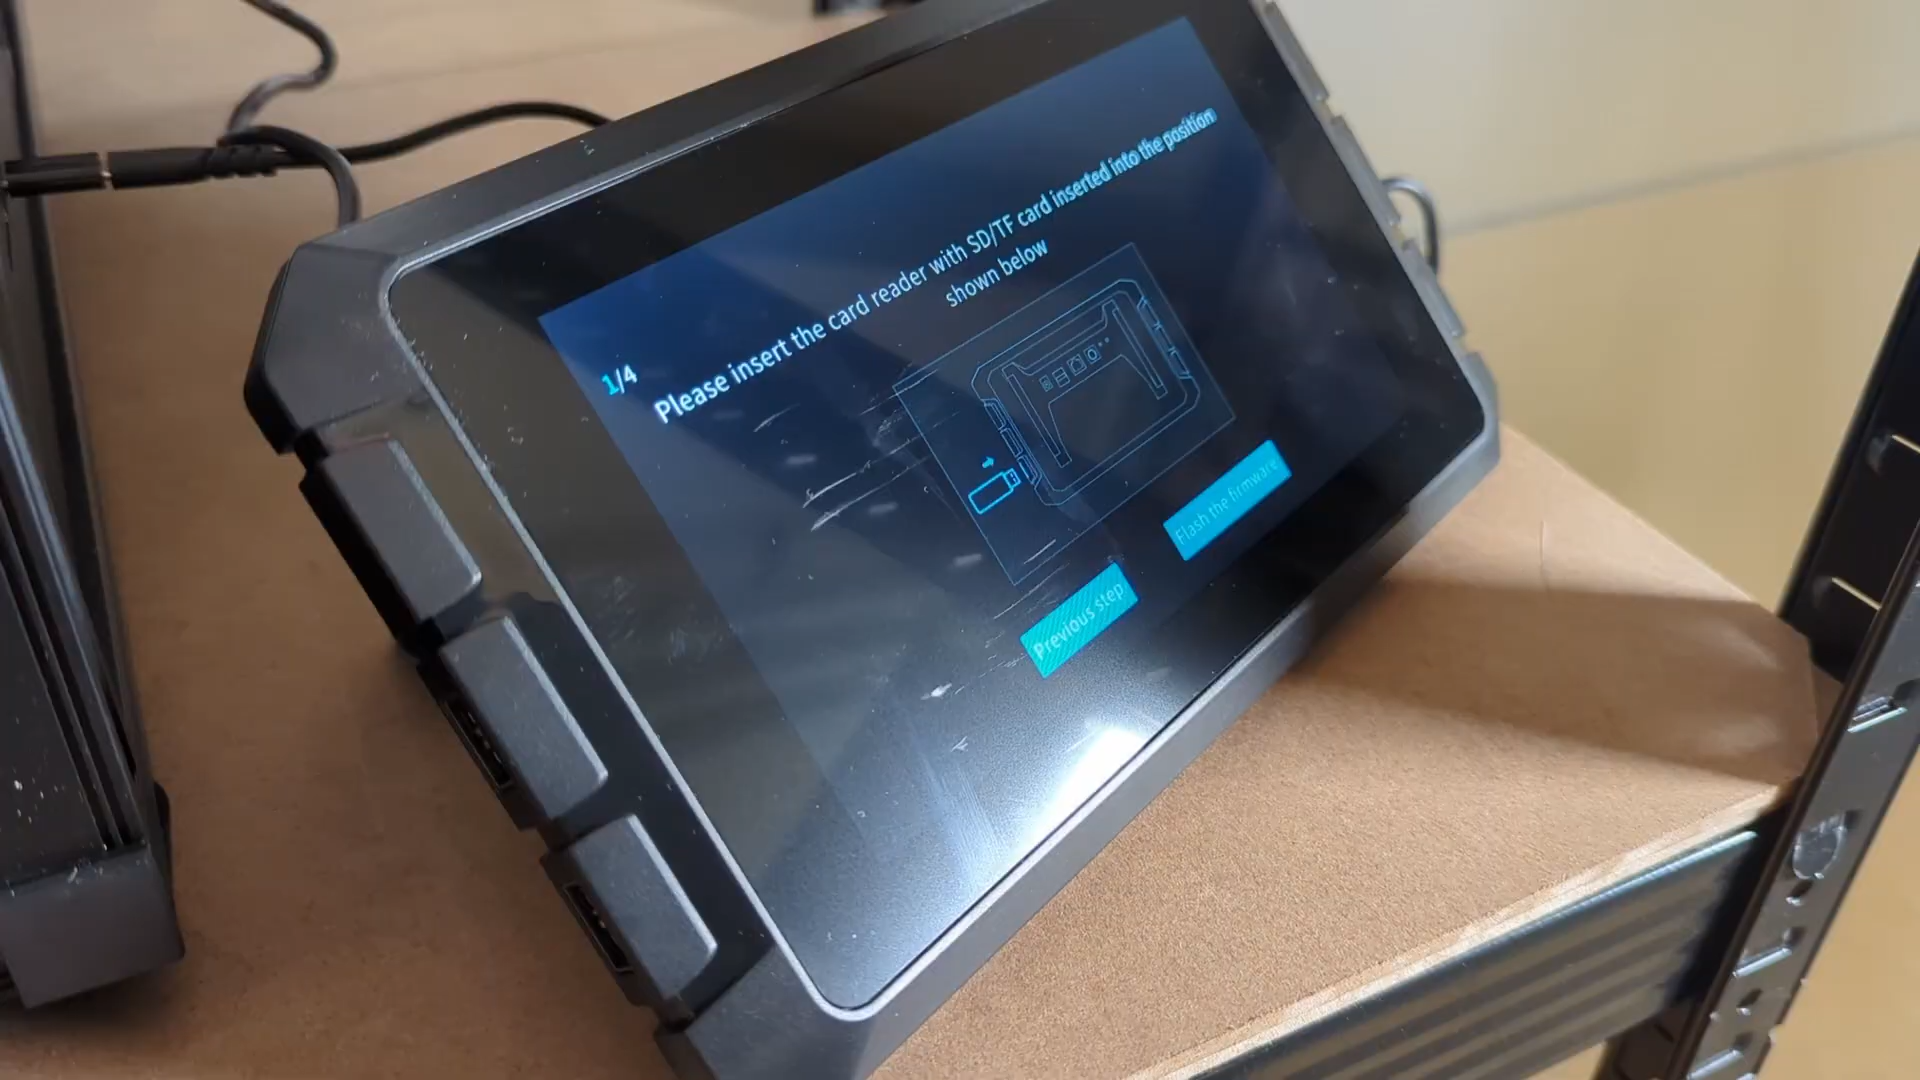 1/4
Please insert the card reader with SD/TF card inserted into the position
shown below
Previous step
Flash the firmware